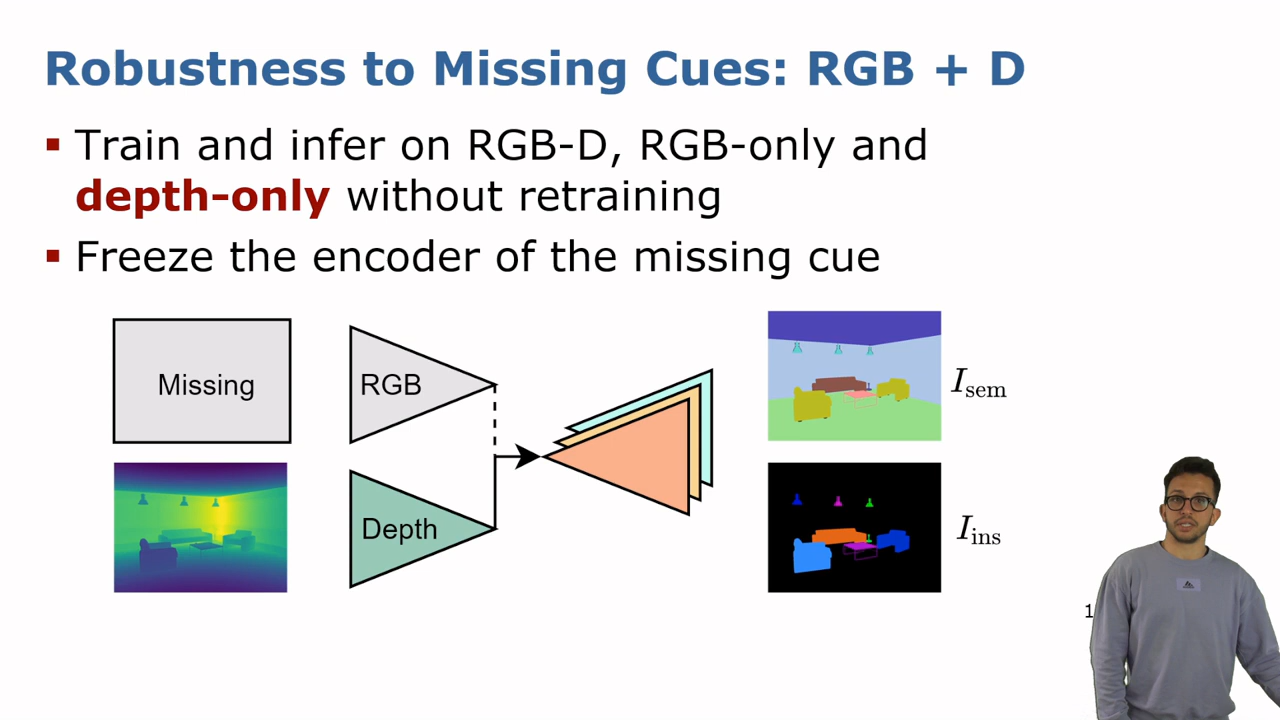 Robustness to Missing Cues: RGB + D
▪ Train and infer on RGB-D, RGB-only and
depth-only without retraining
▪ Freeze the encoder of the missing cue
Missing
RGB
Depth
I_sem
I_ins
1